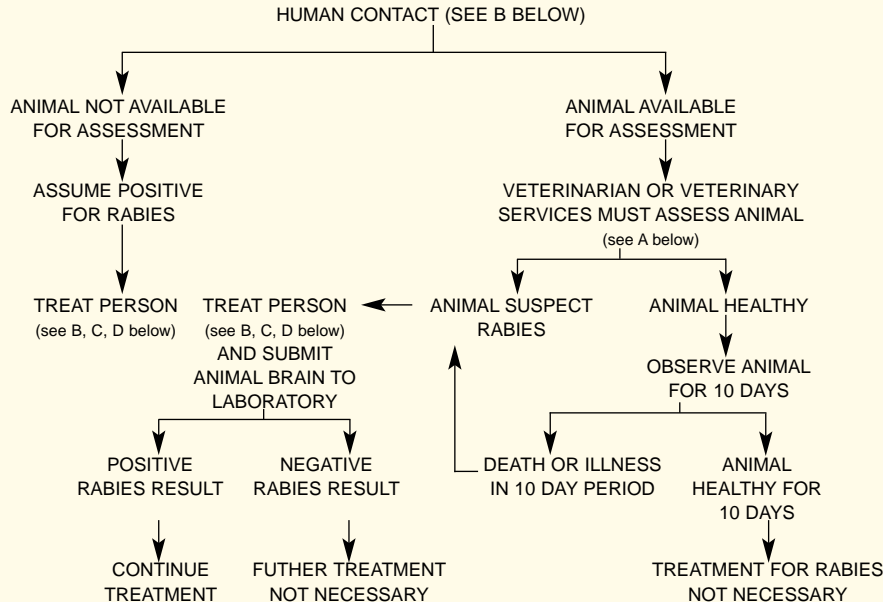 HUMAN CONTACT (SEE B BELOW)
ANIMAL NOT AVAILABLE
FOR ASSESSMENT
ANIMAL AVAILABLE
FOR ASSESSMENT
ASSUME POSITIVE
FOR RABIES
VETERINARIAN OR VETERINARY
SERVICES MUST ASSESS ANIMAL
(see A below)
TREAT PERSON
(see B, C, D below)
TREAT PERSON
(see B, C, D below)
AND SUBMIT
ANIMAL BRAIN TO
LABORATORY
ANIMAL SUSPECT
RABIES
ANIMAL HEALTHY
OBSERVE ANIMAL
FOR 10 DAYS
POSITIVE
RABIES RESULT
NEGATIVE
RABIES RESULT
DEATH OR ILLNESS
IN 10 DAY PERIOD
ANIMAL
HEALTHY FOR
10 DAYS
CONTINUE
TREATMENT
FUTHER TREATMENT
NOT NECESSARY
TREATMENT FOR RABIES
NOT NECESSARY